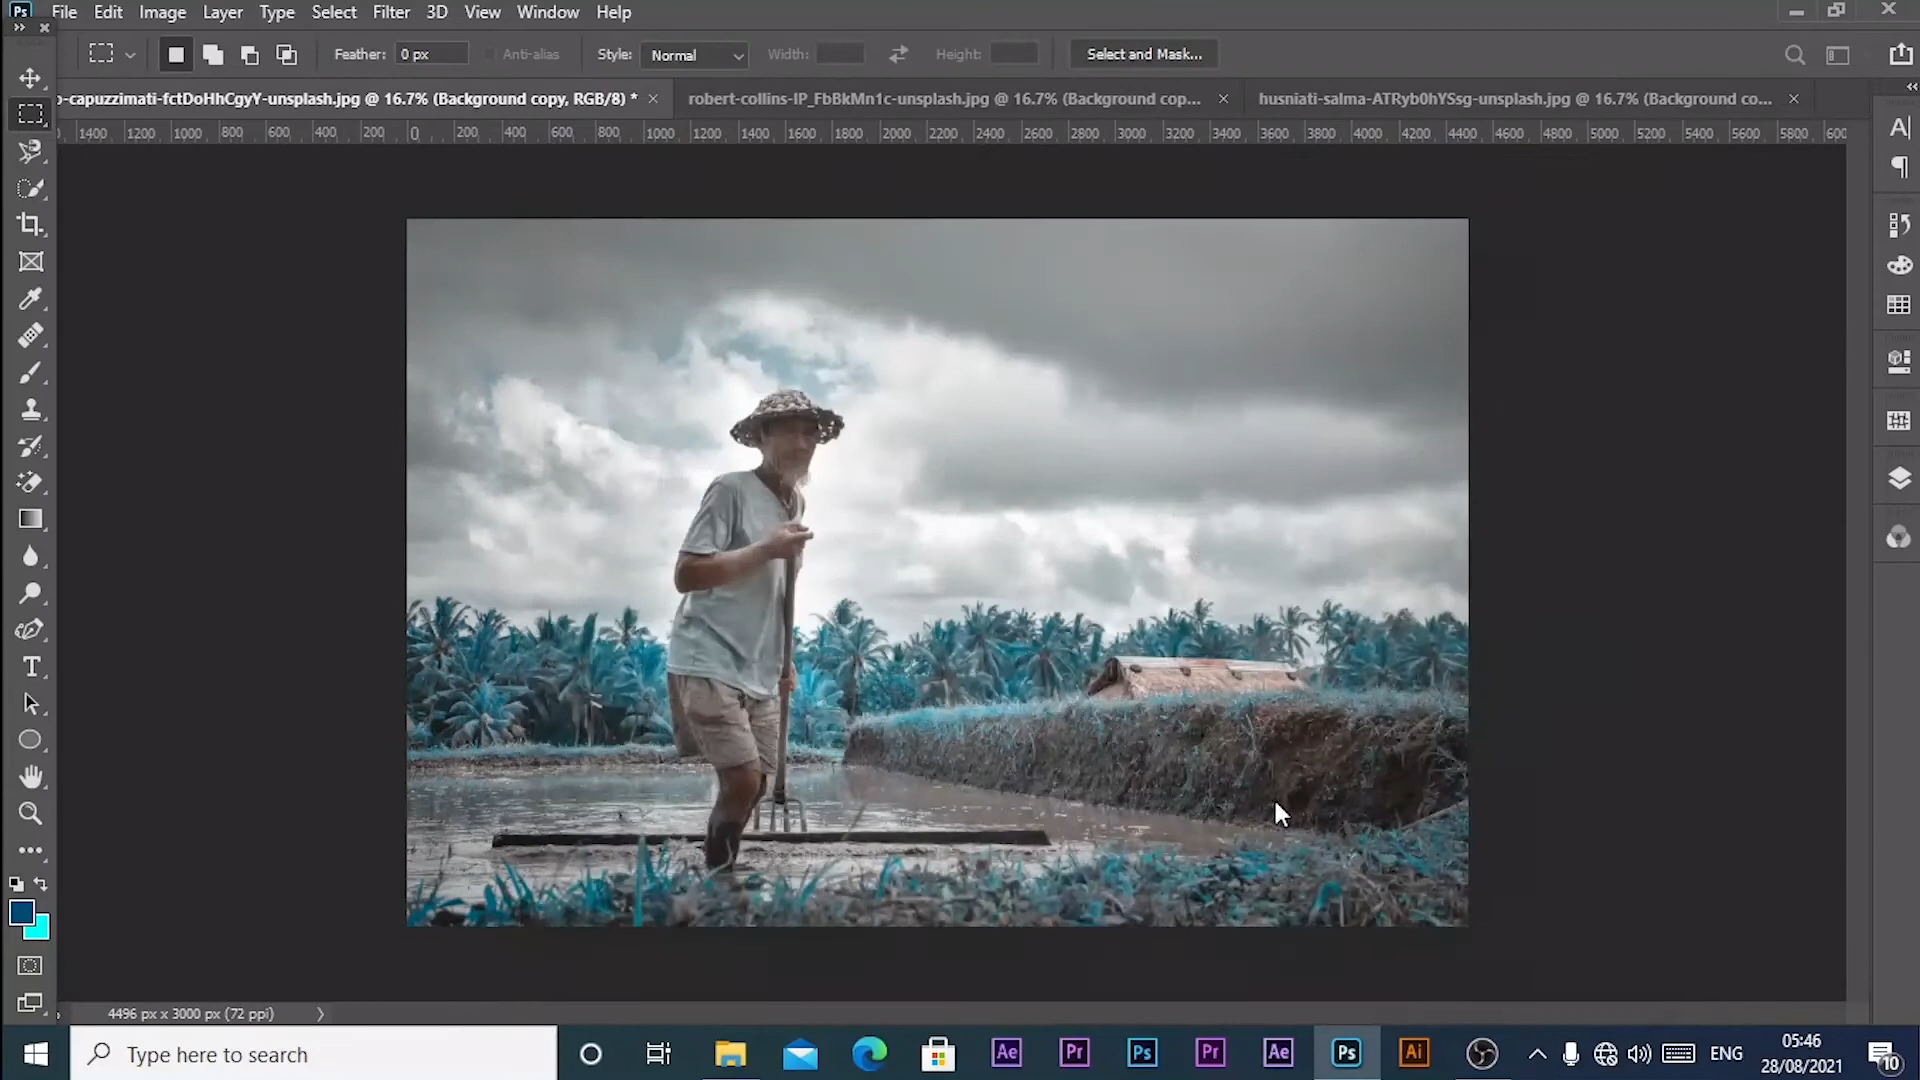 Ps File Edit Image Layer Type Select Filter 3D View Window Help
Feather: 0 px Anti-alias Style: Normal Width: Height: Select and Mask...
o-capuzzimati-fctDoHhCgyY-unsplash.jpg @ 16.7% (Background copy, RGB/8) * robert-collins-IP_FbBkMn1c-unsplash.jpg @ 16.7% (Background cop... husniati-salma-ATRyb0hYSsg-unsplash.jpg @ 16.7% (Background co...
1400 1200 1000 800 600 400 200 0 200 400 600 800 1000 1200 1400 1600 1800 2000 2200 2400 2600 2800 3000 3200 3400 3600 3800 4000 4200 4400 4600 4800 5000 5200 5400 5600 5800 600
4496 px x 3000 px (72 ppi)
Type here to search Ae Pr Ps Pr Ae Ps Ai ENG 05:46
28/08/2021 10